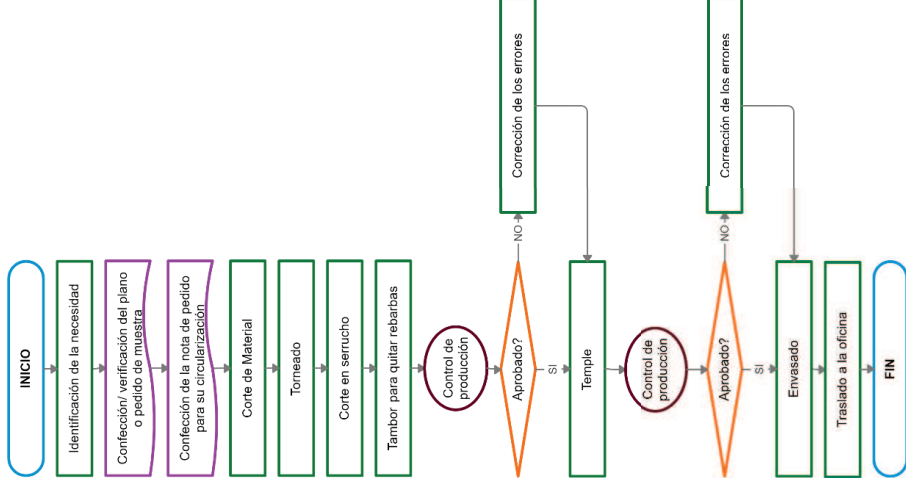 INICIO
Identificación de la necesidad
Confección/ verificación del plano
o pedido de muestra
Confección de la nota de pedido
para su circularización
Corte de Material
Torneado
Corte en serrucho
Tambor para quitar rebarbas
Control de
producción
Aprobado?
NO
Corrección de los errores
SI
Temple
Control de
producción
Aprobado?
NO
Corrección de los errores
SI
Envasado
Traslado a la oficina
FIN